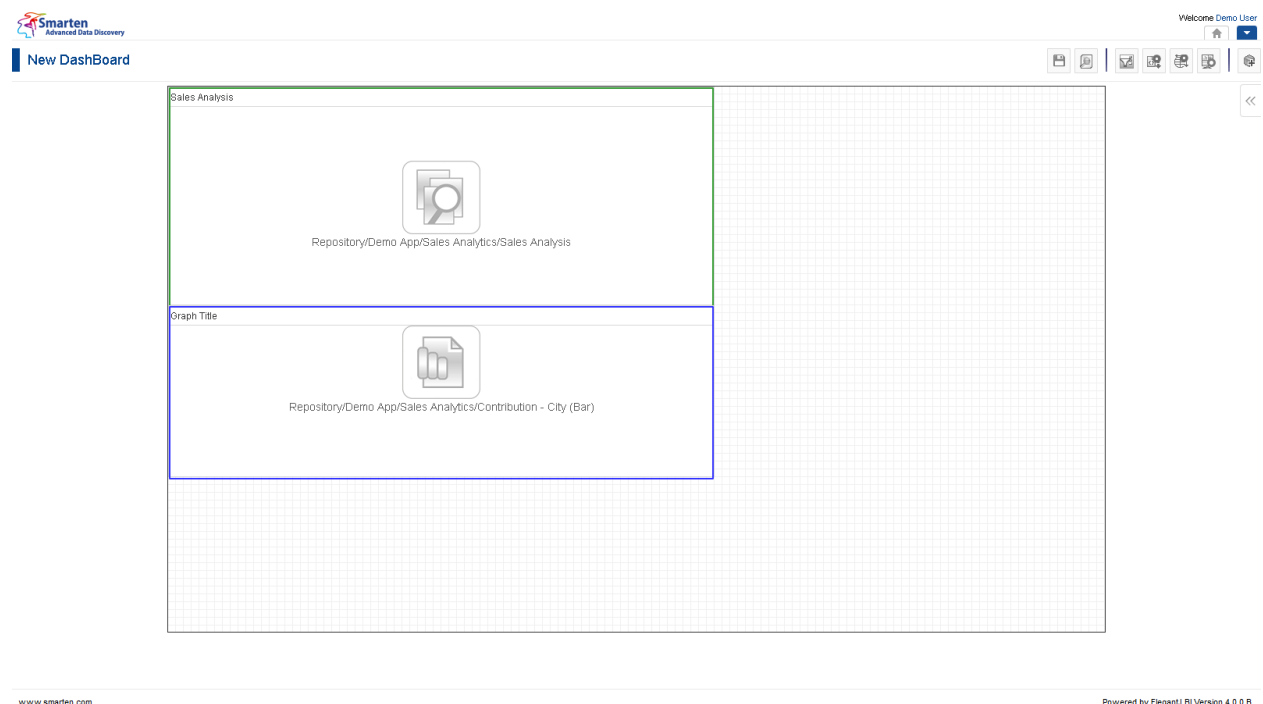 Smarten
Advanced Data Discovery
Welcome Demo User
New DashBoard
Sales Analysis
Repository/Demo App/Sales Analytics/Sales Analysis
Graph Title
Repository/Demo App/Sales Analytics/Contribution - City (Bar)
www.smarten.com
Powered by ElegantJ BI Version 4.0.0 B